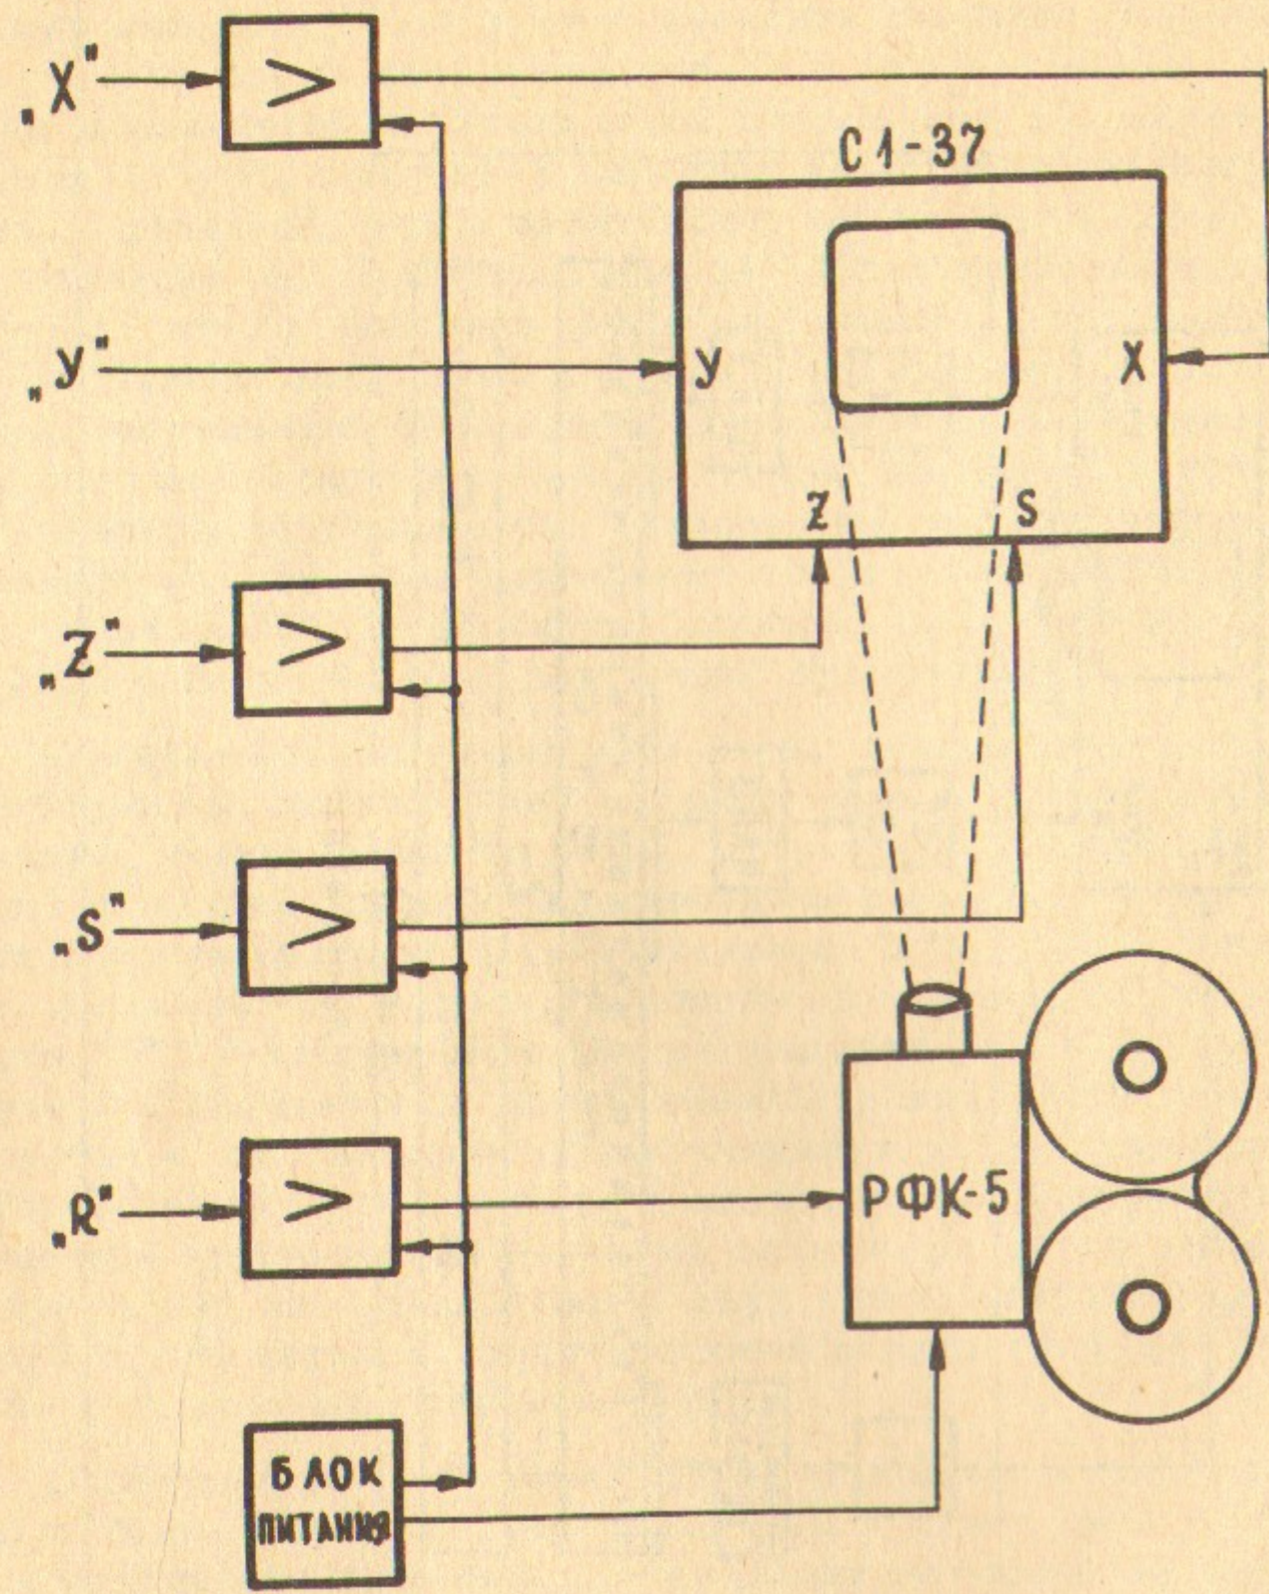 „X"
>
С1-37
„У"
У
X
Z
S
„Z"
>
„S"
>
„R"
>
РФК-5
БЛОК
ПИТАНИЯ